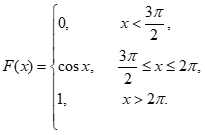 F(x) = { 0, x < 3π/2,
cos x, 3π/2 ≤ x ≤ 2π,
1, x > 2π.